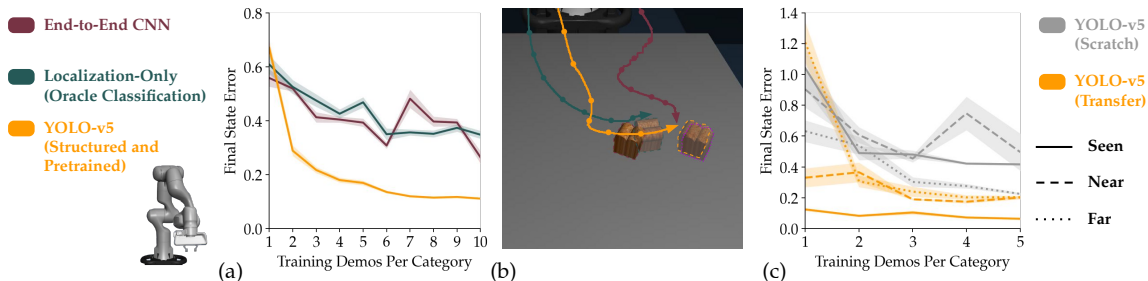 End-to-End CNN
Localization-Only
(Oracle Classification)
YOLO-v5
(Structured and
Pretrained)
Final State Error
0.8
0.6
0.4
0.2
0.0
1 2 3 4 5 6 7 8 9 10
Training Demos Per Category
(a)
(b)
Final State Error
1.4
1.2
1.0
0.8
0.6
0.4
0.2
0.0
1 2 3 4 5
Training Demos Per Category
(c)
YOLO-v5
(Scratch)
YOLO-v5
(Transfer)
Seen
Near
Far